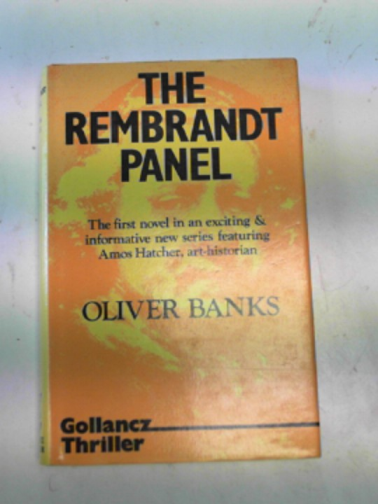 THE
REMBRANDT
PANEL
The first novel in an exciting &
informative new series featuring
Amos Hatcher, art-historian
OLIVER BANKS
Gollancz
Thriller